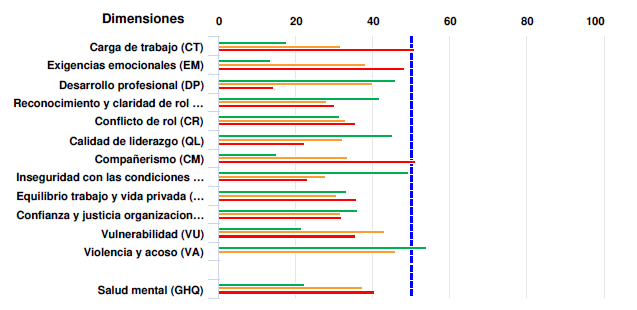 Dimensiones
0 20 40 60 80 100
Carga de trabajo (CT)
Exigencias emocionales (EM)
Desarrollo profesional (DP)
Reconocimiento y claridad de rol ...
Conflicto de rol (CR)
Calidad de liderazgo (QL)
Compañerismo (CM)
Inseguridad con las condiciones ...
Equilibrio trabajo y vida privada (...
Confianza y justicia organizacion...
Vulnerabilidad (VU)
Violencia y acoso (VA)
Salud mental (GHQ)